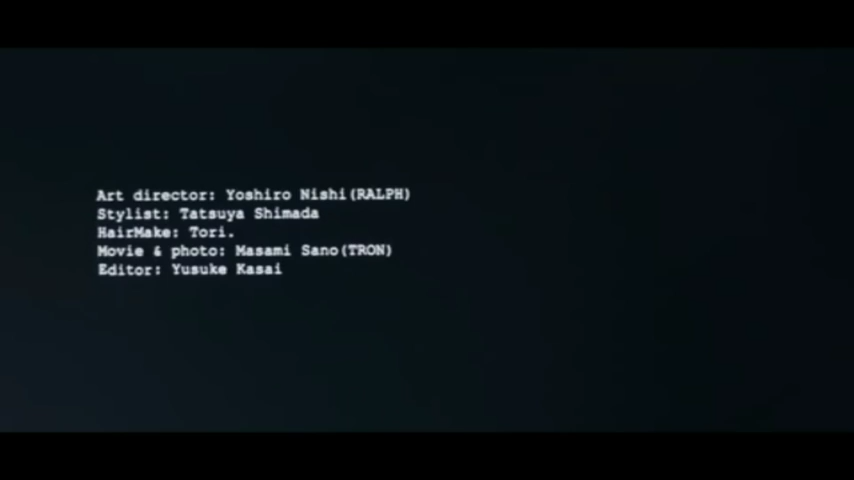 Art director: Yoshiro Nishi(RALPH)
Stylist: Tatsuya Shimada
HairMake: Tori.
Movie & photo: Masami Sano(TRON)
Editor: Yusuke Kasai